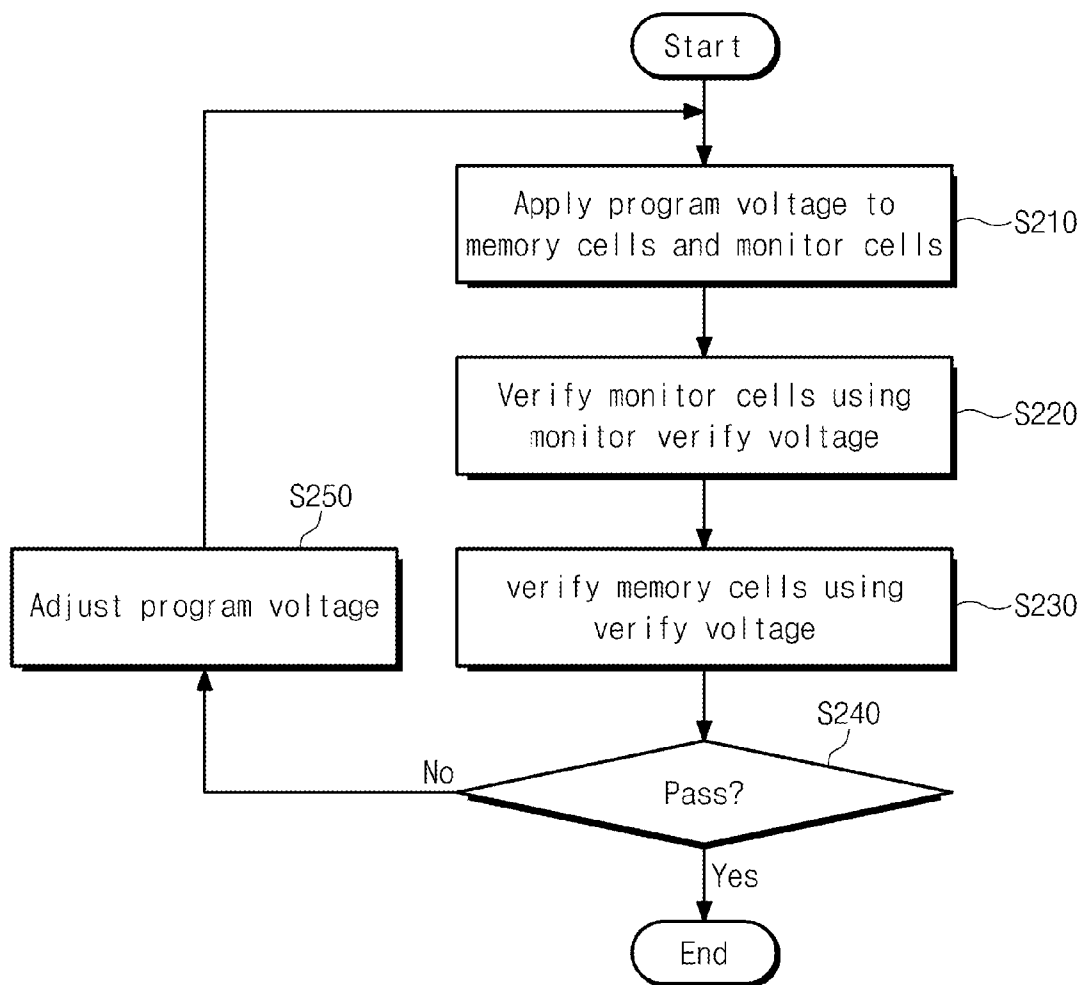 Start
Apply program voltage to
memory cells and monitor cells
S210
Verify monitor cells using
monitor verify voltage
S220
S250
Adjust program voltage
verify memory cells using
verify voltage
S230
S240
No
Pass?
Yes
End